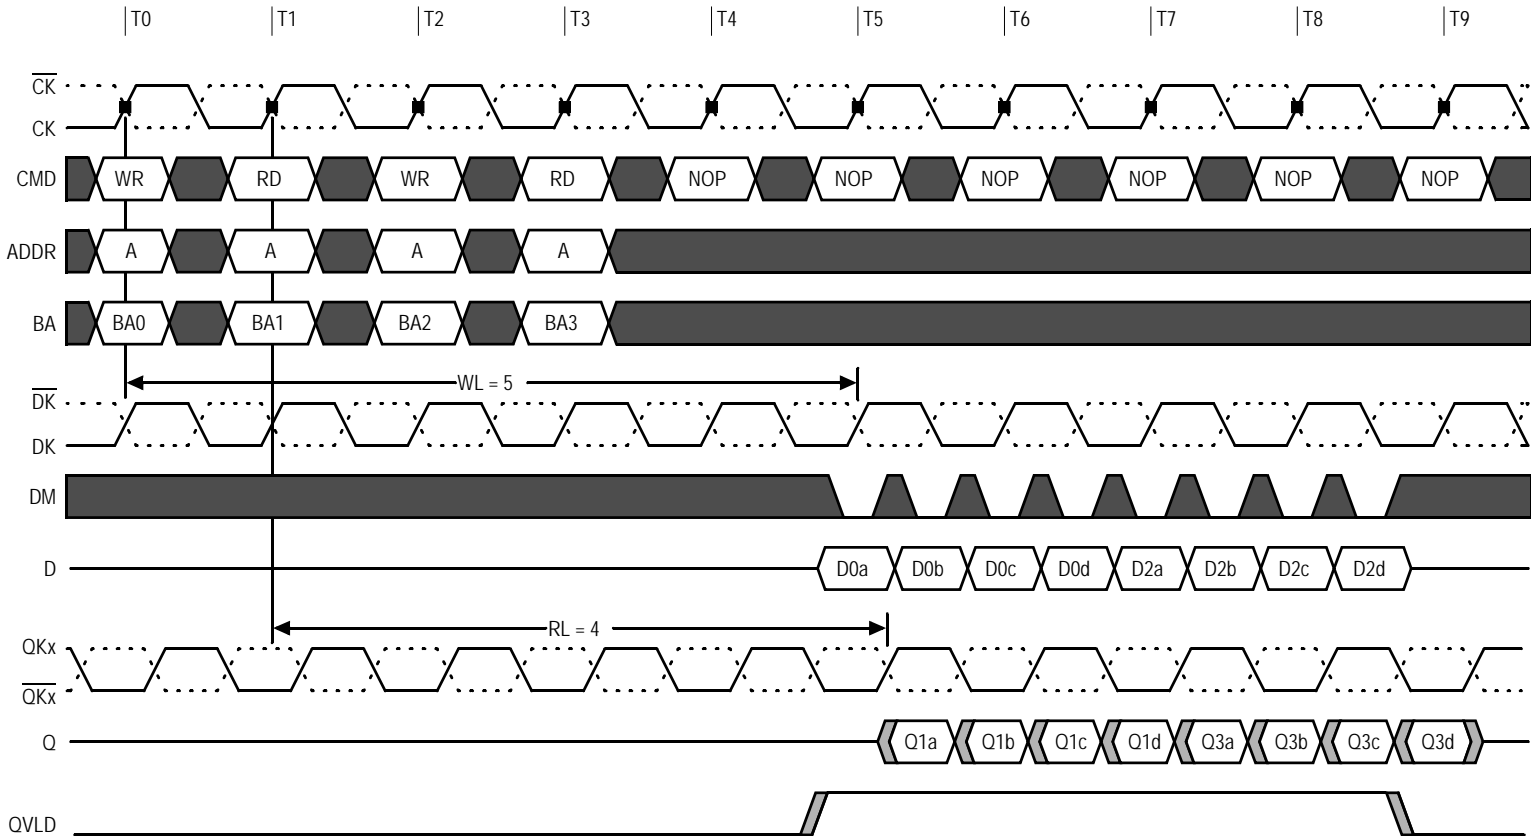 T0 T1 T2 T3 T4 T5 T6 T7 T8 T9
CK
CK
CMD WR RD WR RD NOP NOP NOP NOP NOP NOP
ADDR A A A A
BA BA0 BA1 BA2 BA3
WL = 5
DK
DK
DM
D D0a D0b D0c D0d D2a D2b D2c D2d
RL = 4
QKx
QKx
Q Q1a Q1b Q1c Q1d Q3a Q3b Q3c Q3d
QVLD